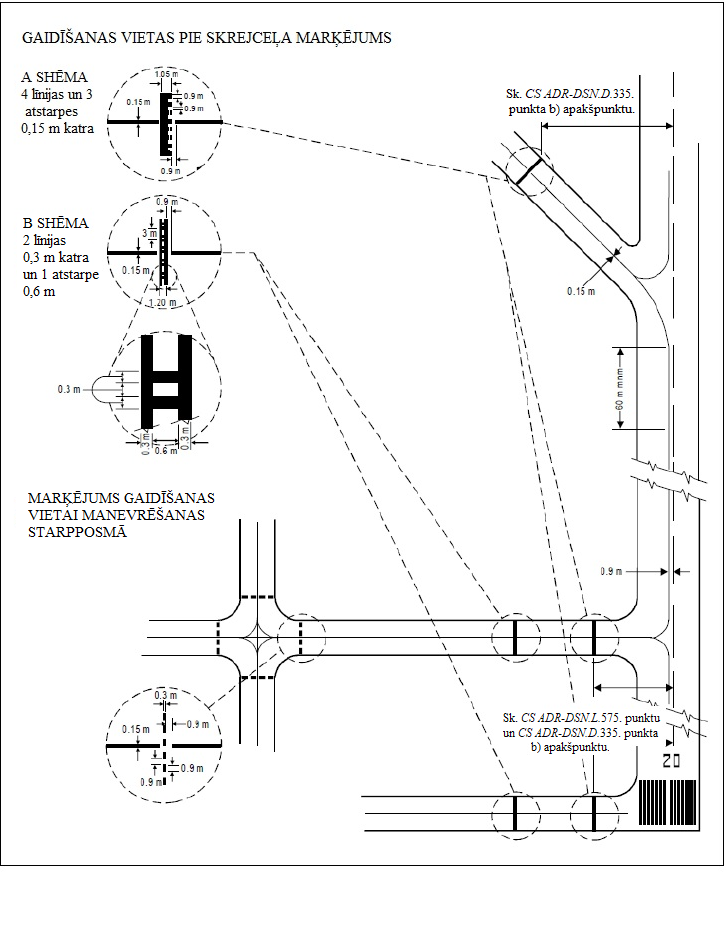 GAIDĪŠANAS VIETAS PIE SKREJCEĻA MARĶĒJUMS
A SHĒMA
4 līnijas un 3
atstarpes
0,15 m katra
1.05 m
0.15 m
0.9 m
0.9 m
0.9 m
Sk. CS ADR-DSN.D.335.
punkta b) apakšpunktu.
B SHĒMA
2 līnijas
0,3 m katra
un 1 atstarpe
0,6 m
0.9 m
3 m
0.15 m
1.20 m
0.15 m
0.3 m
0.3 m
0.6 m
0.3 m
60 m mnm
MARĶĒJUMS GAIDĪŠANAS
VIETAI MANEVRĒŠANAS
STARPPOSMĀ
0.9 m
0.3 m
0.15 m
0.9 m
0.9 m
0.9 m
Sk. CS ADR-DSN.L.575. punktu
un CS ADR-DSN.D.335. punkta
b) apakšpunktu.
20